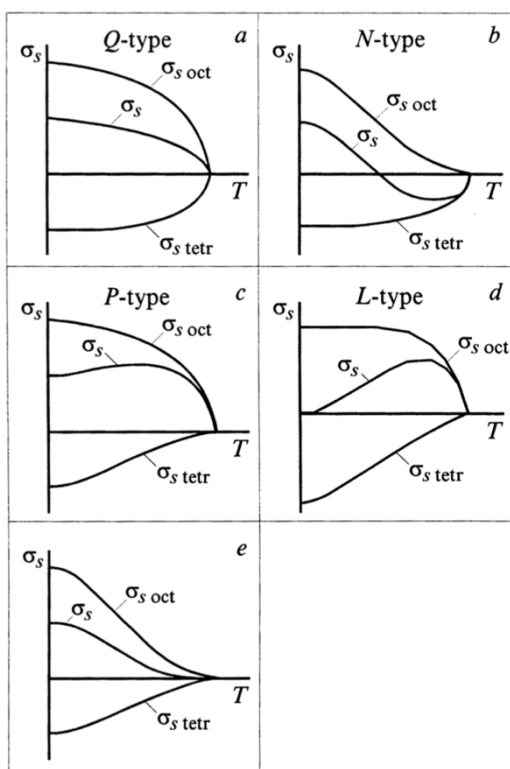 Q-type a
σs
σs oct
σs
T
σs tetr
N-type b
σs
σs oct
σs
T
σs tetr
P-type c
σs
σs oct
σs
T
σs tetr
L-type d
σs
σs oct
σs
T
σs tetr
e
σs
σs oct
σs
T
σs tetr